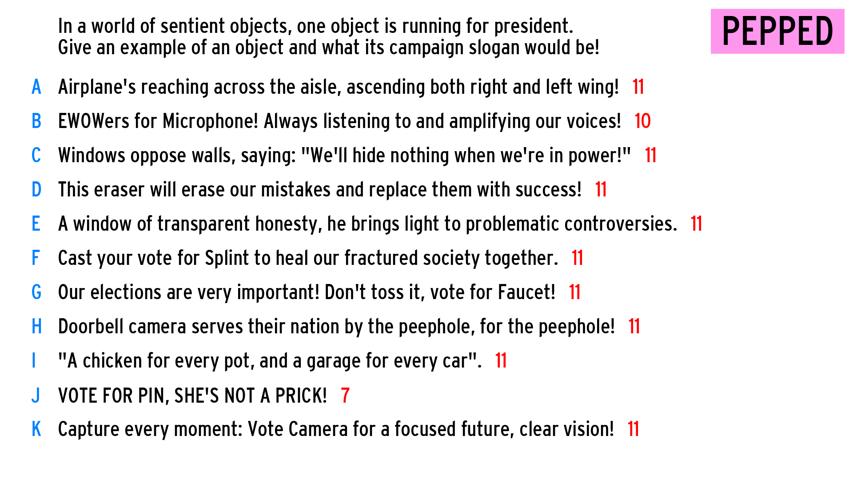 In a world of sentient objects, one object is running for president.
Give an example of an object and what its campaign slogan would be!
PEPPED
A Airplane's reaching across the aisle, ascending both right and left wing! 11
B EWOWers for Microphone! Always listening to and amplifying our voices! 10
C Windows oppose walls, saying: "We'll hide nothing when we're in power!" 11
D This eraser will erase our mistakes and replace them with success! 11
E A window of transparent honesty, he brings light to problematic controversies. 11
F Cast your vote for Splint to heal our fractured society together. 11
G Our elections are very important! Don't toss it, vote for Faucet! 11
H Doorbell camera serves their nation by the peephole, for the peephole! 11
I "A chicken for every pot, and a garage for every car". 11
J VOTE FOR PIN, SHE'S NOT A PRICK! 7
K Capture every moment: Vote Camera for a focused future, clear vision! 11